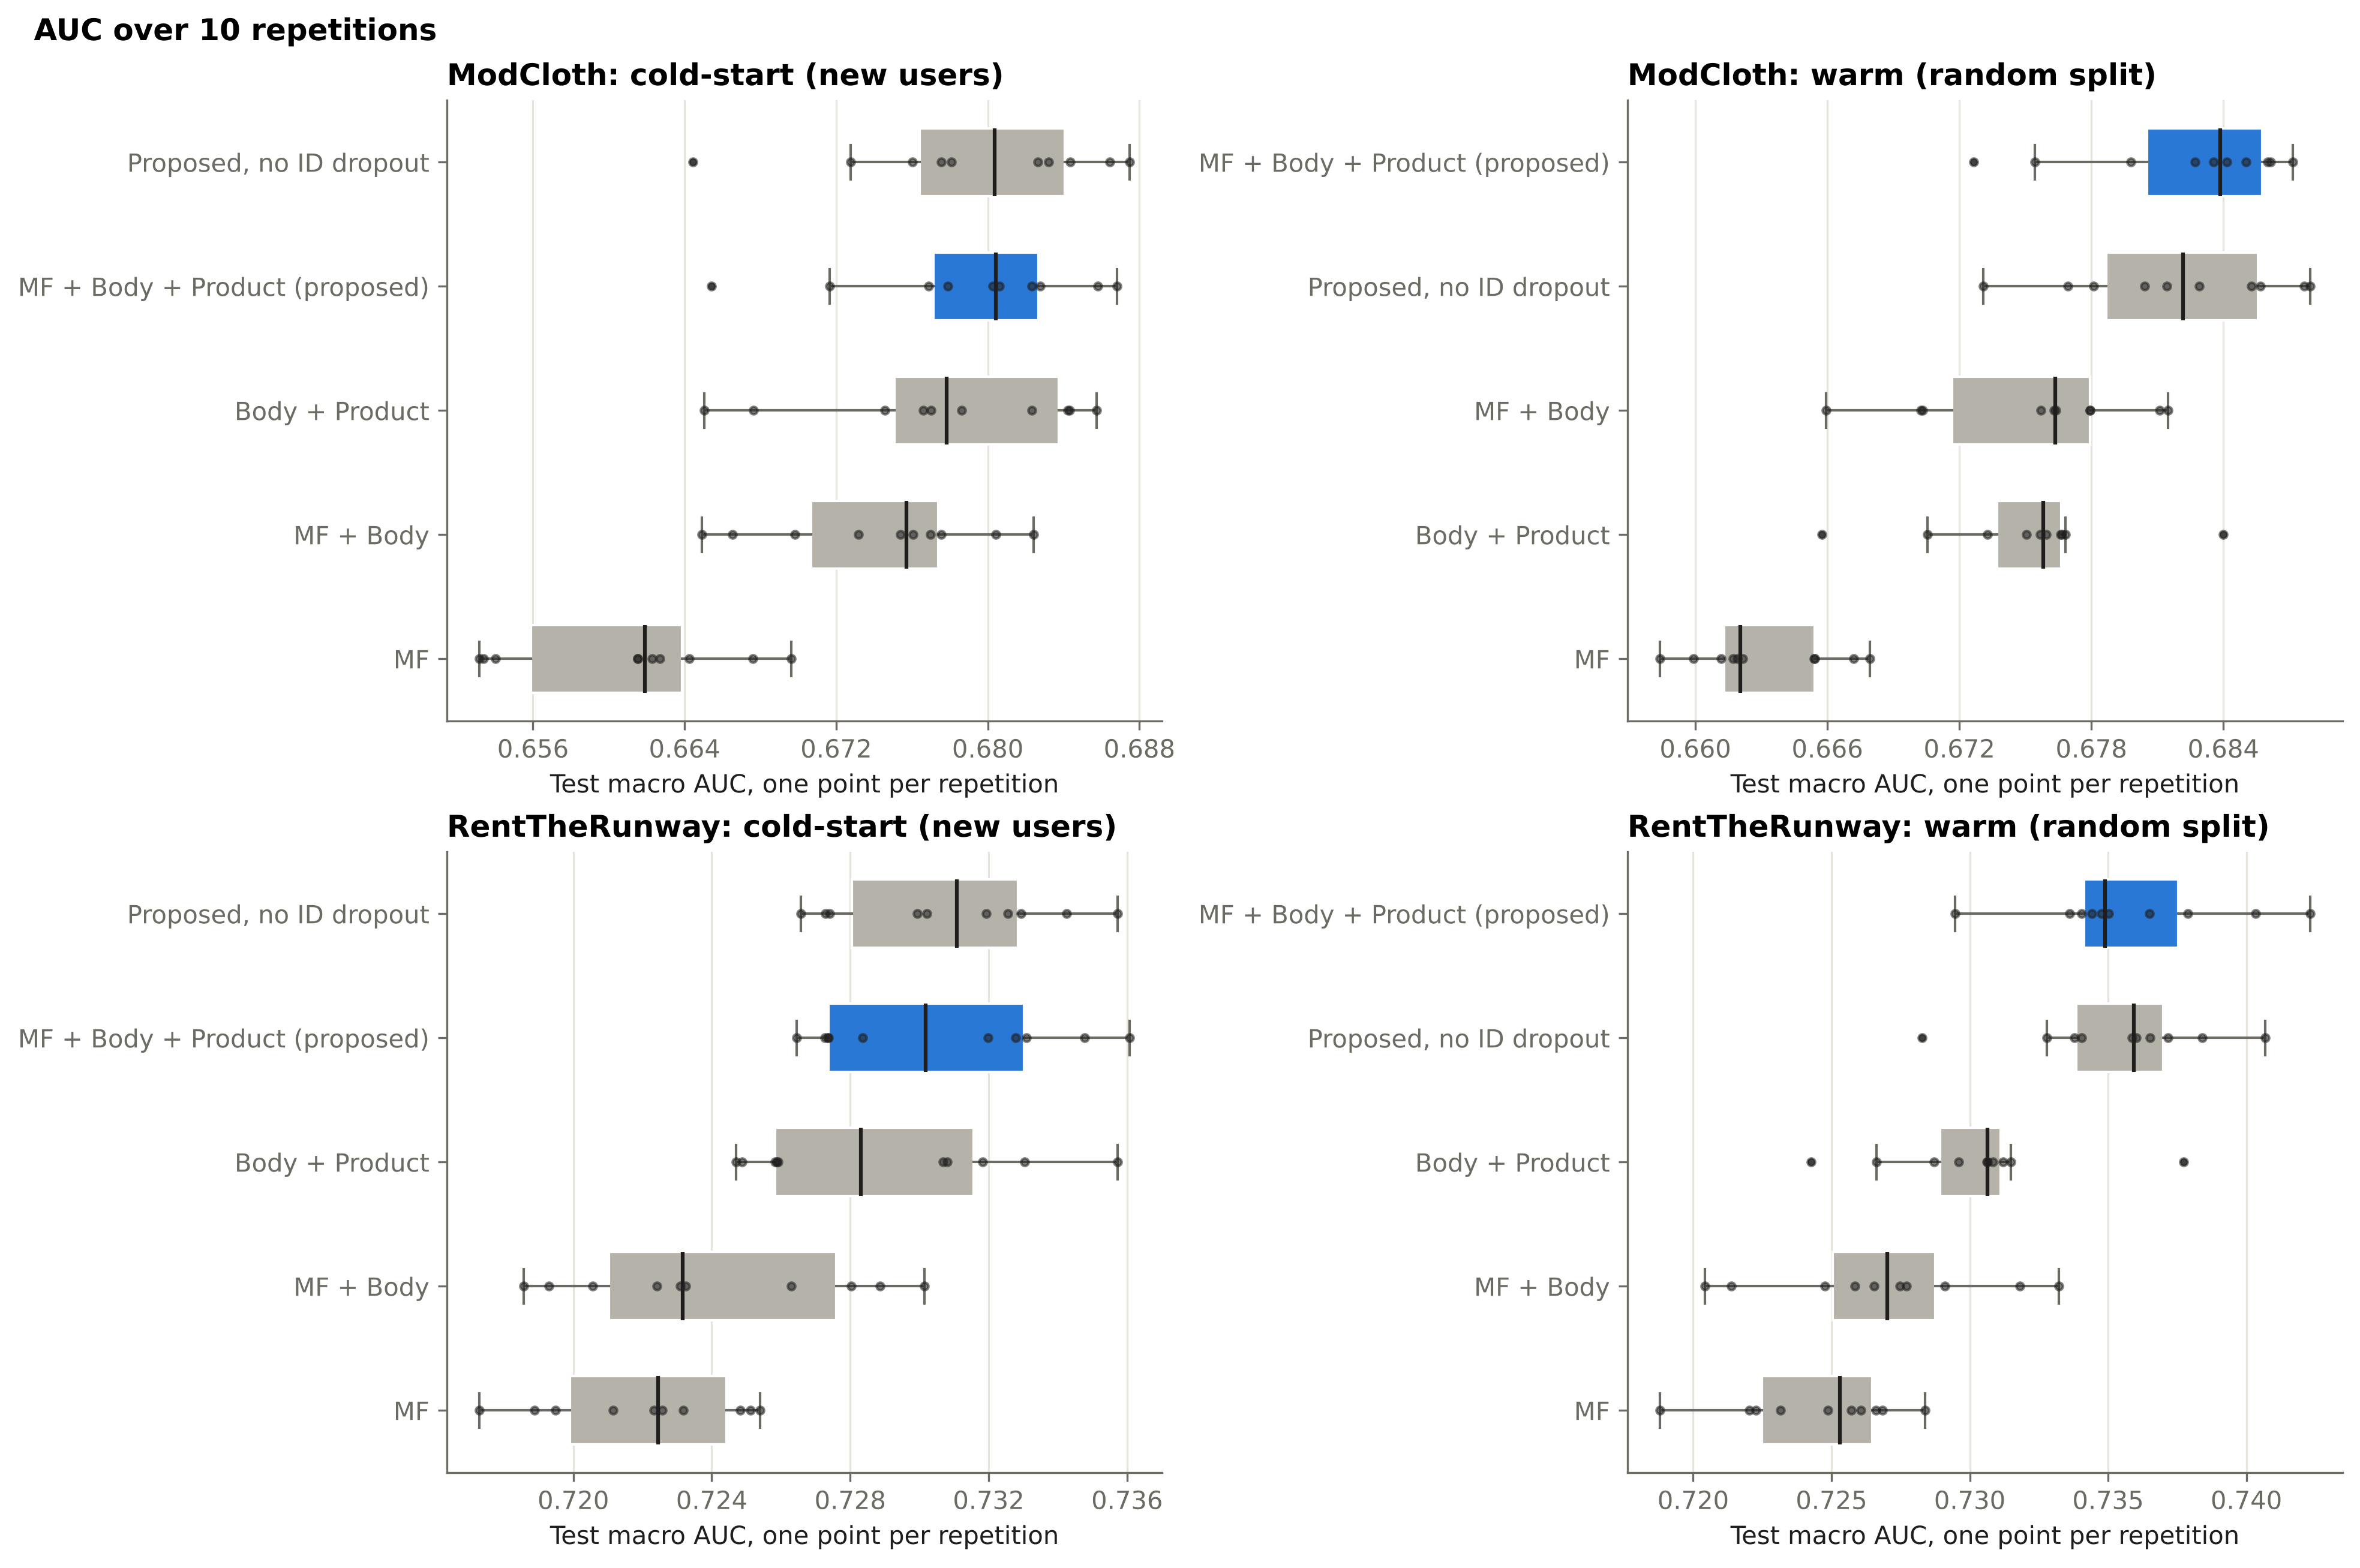 AUC over 10 repetitions
ModCloth: cold-start (new users)
Proposed, no ID dropout
MF + Body + Product (proposed)
Body + Product
MF + Body
MF
0.656 0.664 0.672 0.680 0.688
Test macro AUC, one point per repetition
ModCloth: warm (random split)
MF + Body + Product (proposed)
Proposed, no ID dropout
MF + Body
Body + Product
MF
0.660 0.666 0.672 0.678 0.684
Test macro AUC, one point per repetition
RentTheRunway: cold-start (new users)
Proposed, no ID dropout
MF + Body + Product (proposed)
Body + Product
MF + Body
MF
0.720 0.724 0.728 0.732 0.736
Test macro AUC, one point per repetition
RentTheRunway: warm (random split)
MF + Body + Product (proposed)
Proposed, no ID dropout
Body + Product
MF + Body
MF
0.720 0.725 0.730 0.735 0.740
Test macro AUC, one point per repetition